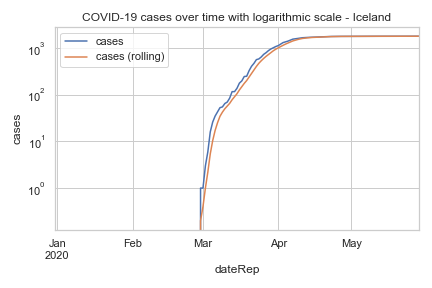 COVID-19 cases over time with logarithmic scale - Iceland
cases
cases (rolling)
10³
10²
10¹
10⁰
cases
Jan Feb Mar Apr May
2020
dateRep